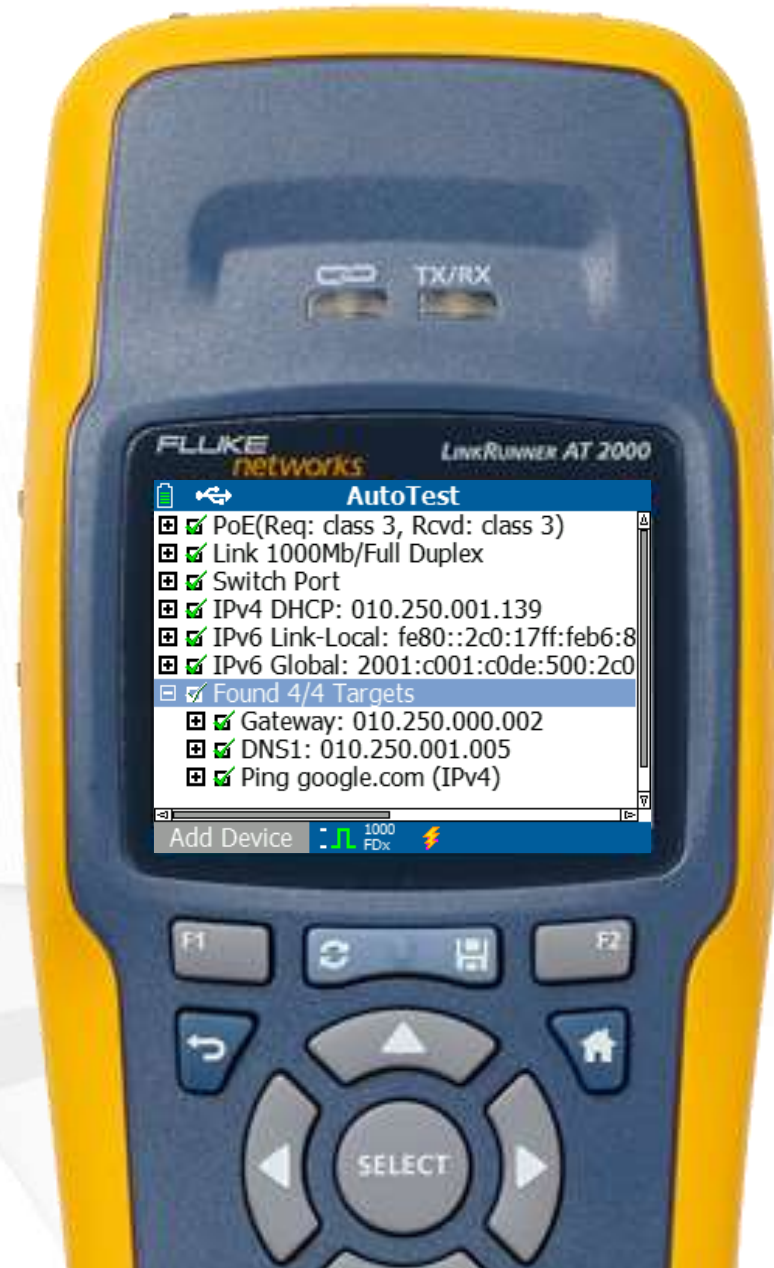 TX/RX
FLUKE
networks
LINKRUNNER AT 2000
AutoTest
PoE(Req: class 3, Rcvd: class 3)
Link 1000Mb/Full Duplex
Switch Port
IPv4 DHCP: 010.250.001.139
IPv6 Link-Local: fe80::2c0:17ff:feb6:8
IPv6 Global: 2001:c001:c0de:500:2c0
Found 4/4 Targets
Gateway: 010.250.000.002
DNS1: 010.250.001.005
Ping google.com (IPv4)
Add Device
1000
FDx
F1
F2
SELECT